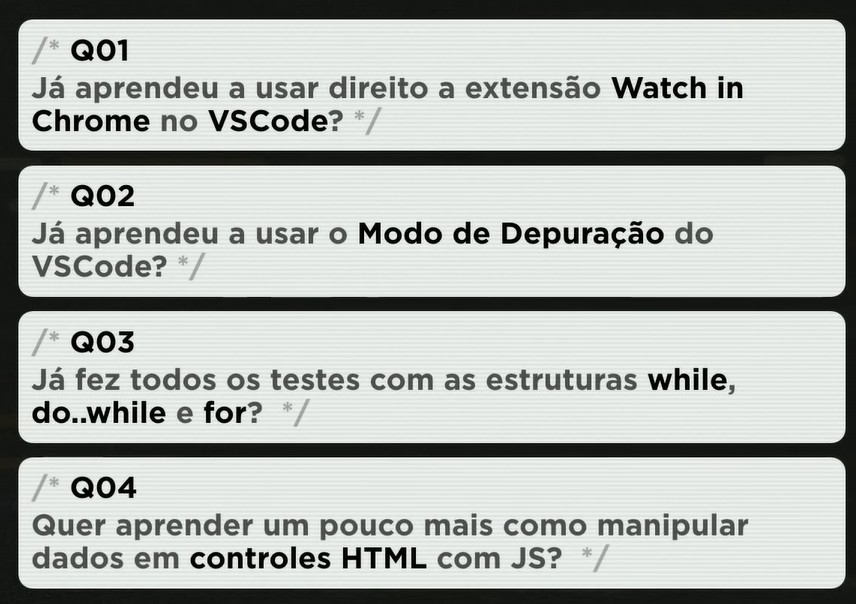 /* Q01
Já aprendeu a usar direito a extensão Watch in
Chrome no VSCode? */
/* Q02
Já aprendeu a usar o Modo de Depuração do
VSCode? */
/* Q03
Já fez todos os testes com as estruturas while,
do..while e for? */
/* Q04
Quer aprender um pouco mais como manipular
dados em controles HTML com JS? */